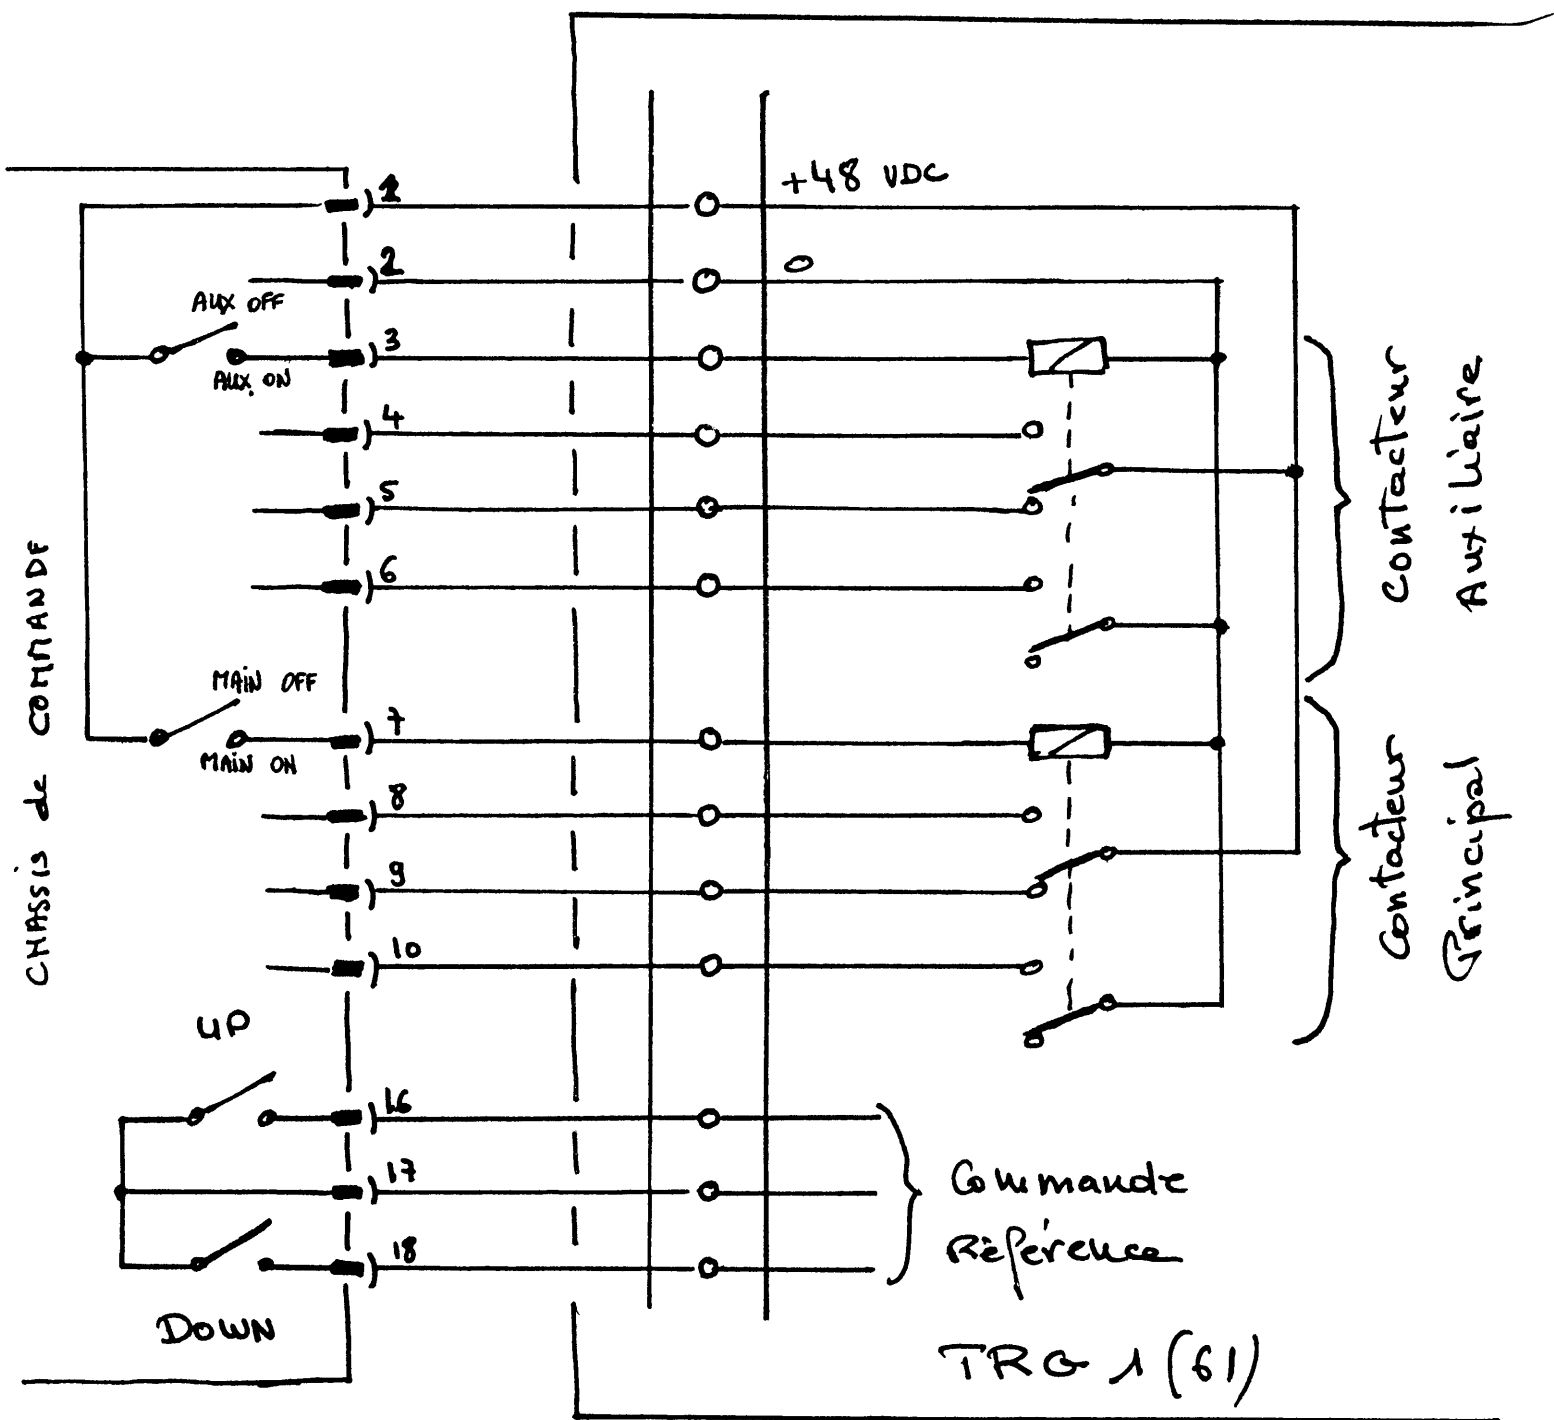 +48 VDC
1
2
0
AUX OFF
3
AUX ON
4
5
6
Contacteur
Auxiliaire
CHASSIS de COMMANDE
MAIN OFF
7
MAIN ON
8
9
10
Contacteur
Principal
UP
16
17
18
Commande
Référence
DOWN
TRG 1 (61)